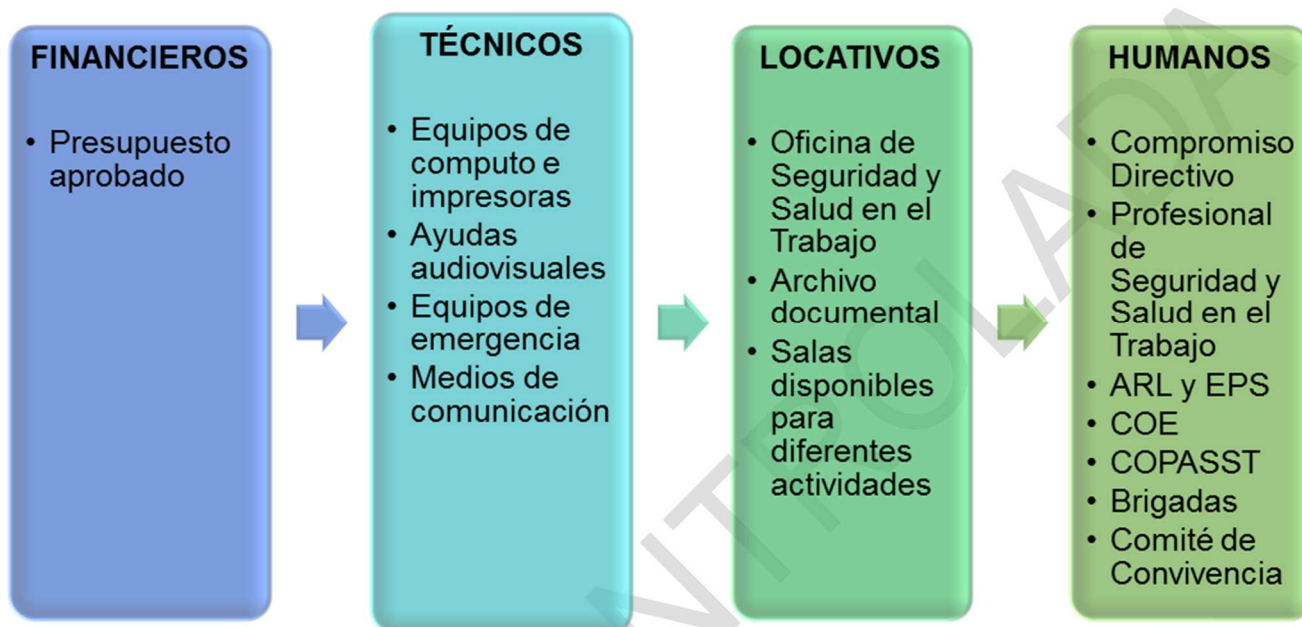 FINANCIEROS
• Presupuesto
aprobado
TÉCNICOS
• Equipos de
computo e
impresoras
• Ayudas
audiovisuales
• Equipos de
emergencia
• Medios de
comunicación
LOCATIVOS
• Oficina de
Seguridad y
Salud en el
Trabajo
• Archivo
documental
• Salas
disponibles
para
diferentes
actividades
HUMANOS
• Compromiso
Directivo
• Profesional
de
Seguridad y
Salud en el
Trabajo
• ARL y EPS
• COE
• COPASST
• Brigadas
• Comité de
Convivencia
NTROLADA